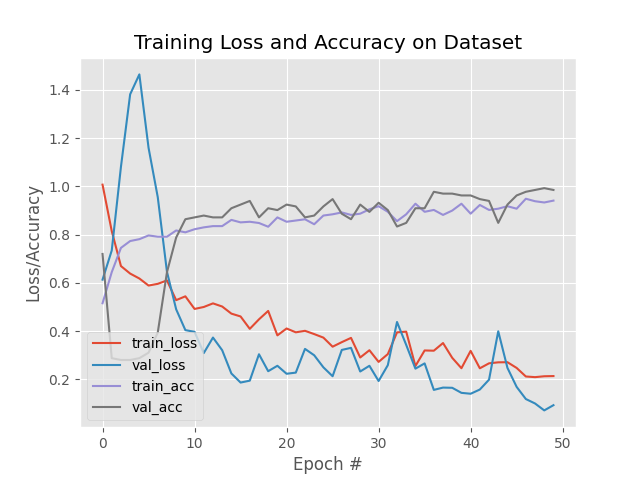 Training Loss and Accuracy on Dataset
Loss/Accuracy
1.4
1.2
1.0
0.8
0.6
0.4
0.2
train_loss
val_loss
train_acc
val_acc
0
10
20
30
40
50
Epoch #